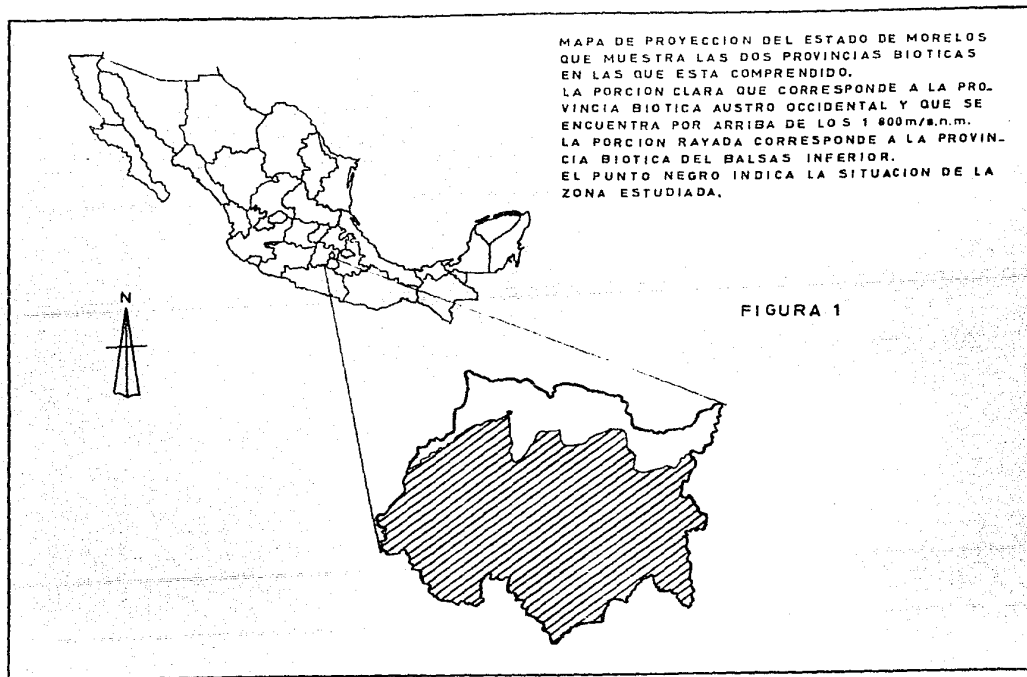 MAPA DE PROYECCION DEL ESTADO DE MORELOS
QUE MUESTRA LAS DOS PROVINCIAS BIOTICAS
EN LAS QUE ESTA COMPRENDIDO.
LA PORCION CLARA QUE CORRESPONDE A LA PRO-
VINCIA BIOTICA AUSTRO OCCIDENTAL Y QUE SE
ENCUENTRA POR ARRIBA DE LOS 1 800m/s.n.m.
LA PORCION RAYADA CORRESPONDE A LA PROVIN-
CIA BIOTICA DEL BALSAS INFERIOR.
EL PUNTO NEGRO INDICA LA SITUACION DE LA
ZONA ESTUDIADA.
N
FIGURA 1